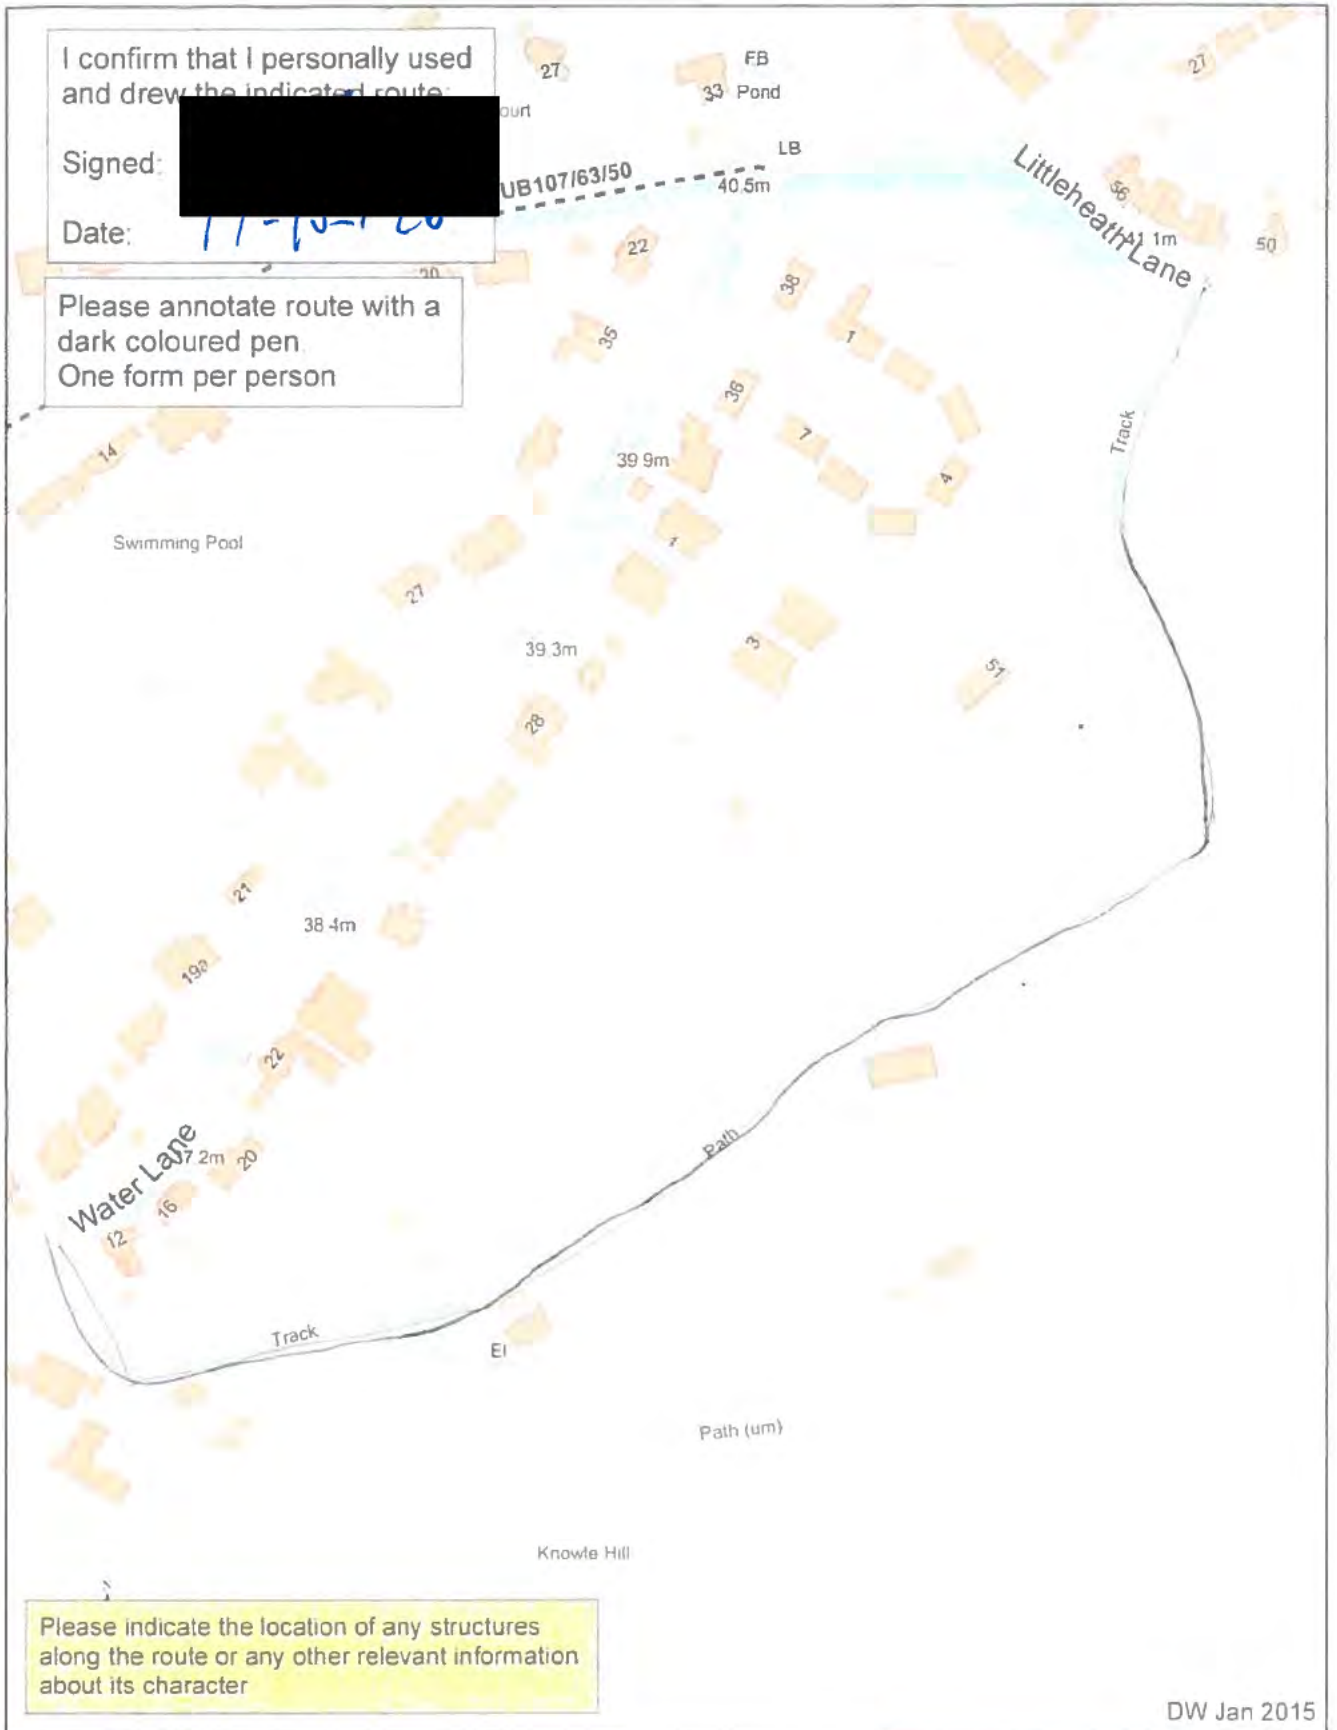 I confirm that I personally used
and drew the indicated route:
Signed:
Date:
Please annotate route with a
dark coloured pen
One form per person
27
FB
33 Pond
ourt
LB
UB107/63/50
40.5m
27
Littleheath Lane
56
41 1m
50
22
38
35
1
36
7
4
14
39 9m
Track
Swimming Pool
1
27
39.3m
3
51
28
21
38 4m
19a
22
Water Lane
37 2m
20
16
12
Path
Track
El
Path (um)
Knowle Hill
Please indicate the location of any structures
along the route or any other relevant information
about its character
DW Jan 2015